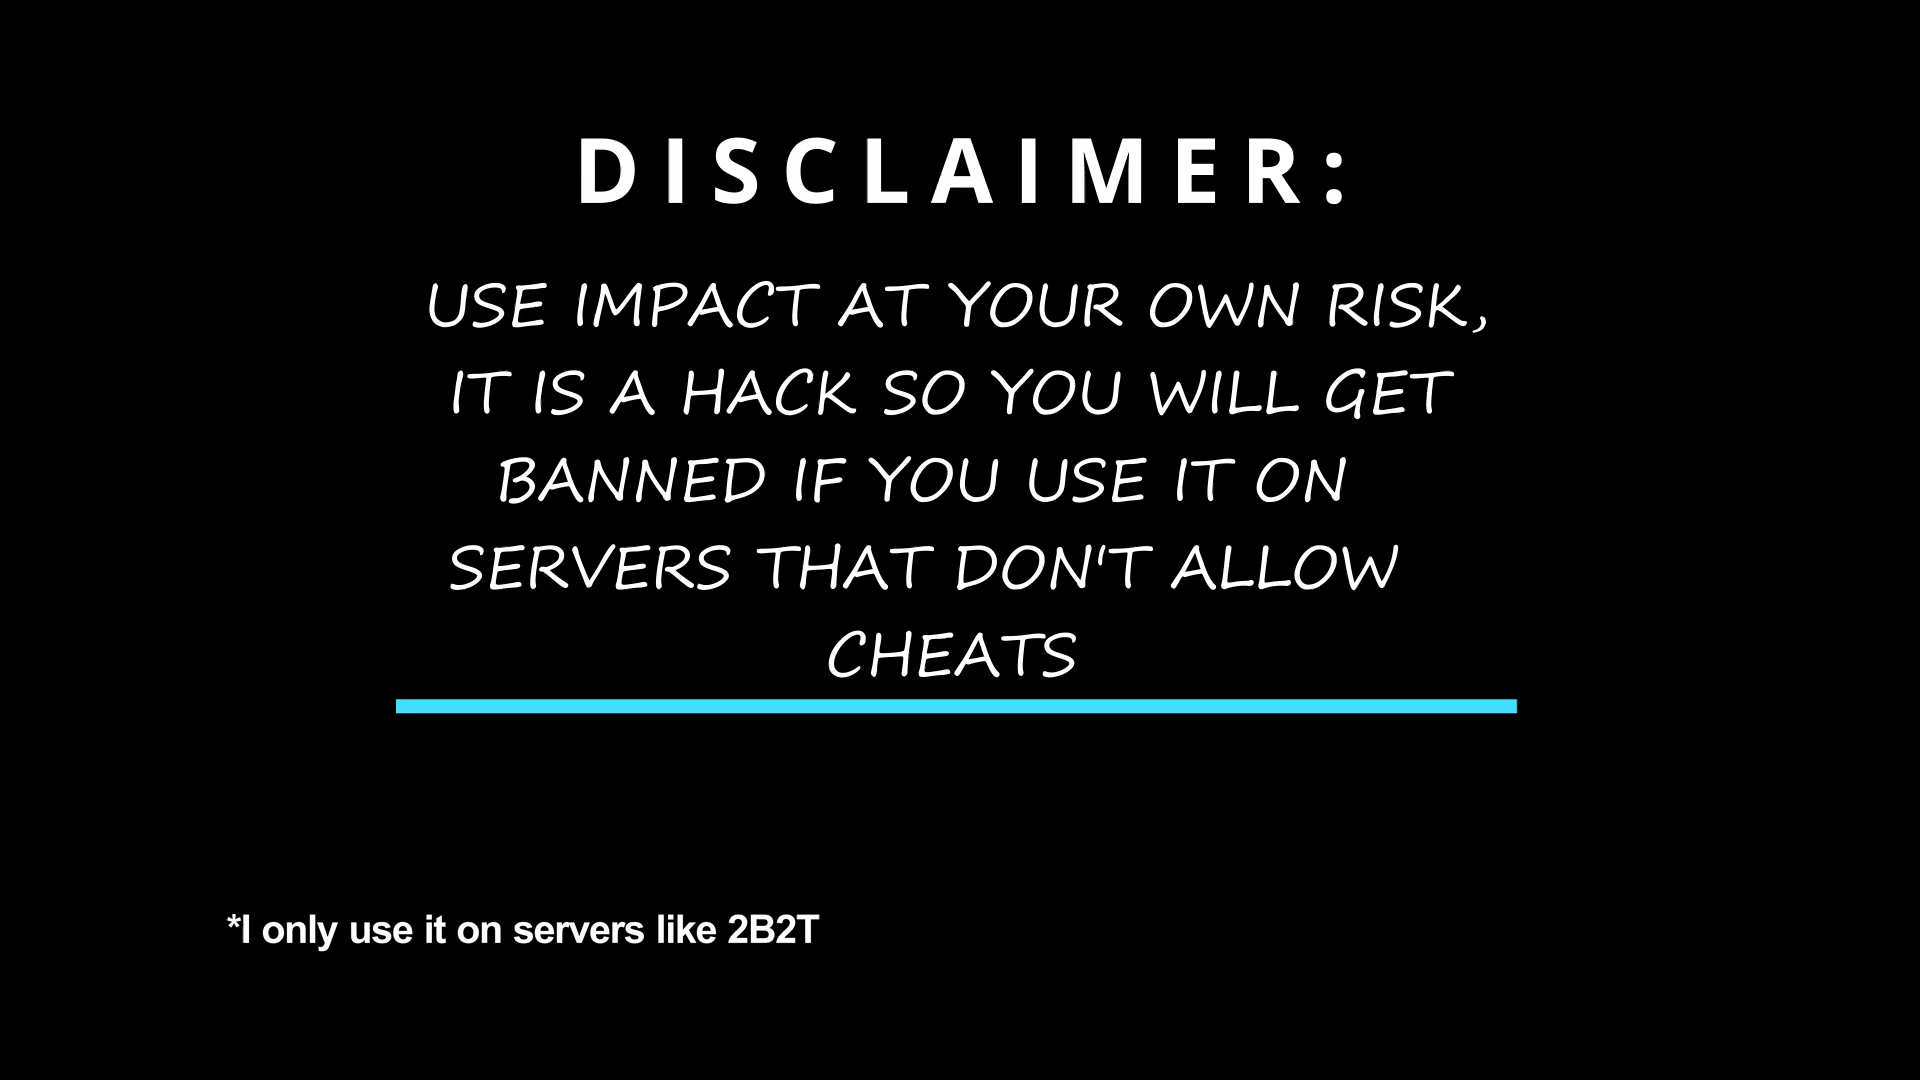 DISCLAIMER:
USE IMPACT AT YOUR OWN RISK,
IT IS A HACK SO YOU WILL GET
BANNED IF YOU USE IT ON
SERVERS THAT DON'T ALLOW
CHEATS
*I only use it on servers like 2B2T